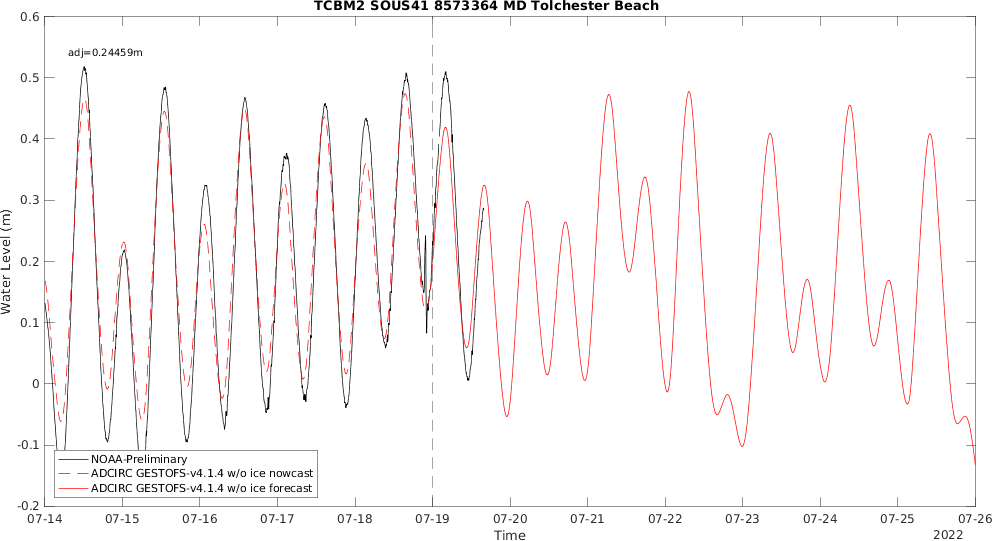 TCBM2 SOUS41 8573364 MD Tolchester Beach
adj=0.24459m
0.6
0.5
0.4
0.3
0.2
0.1
0
-0.1
-0.2
Water Level (m)
NOAA-Preliminary
ADCIRC GESTOFS-v4.1.4 w/o ice nowcast
ADCIRC GESTOFS-v4.1.4 w/o ice forecast
07-14 07-15 07-16 07-17 07-18 07-19 07-20 07-21 07-22 07-23 07-24 07-25 07-26
Time
2022